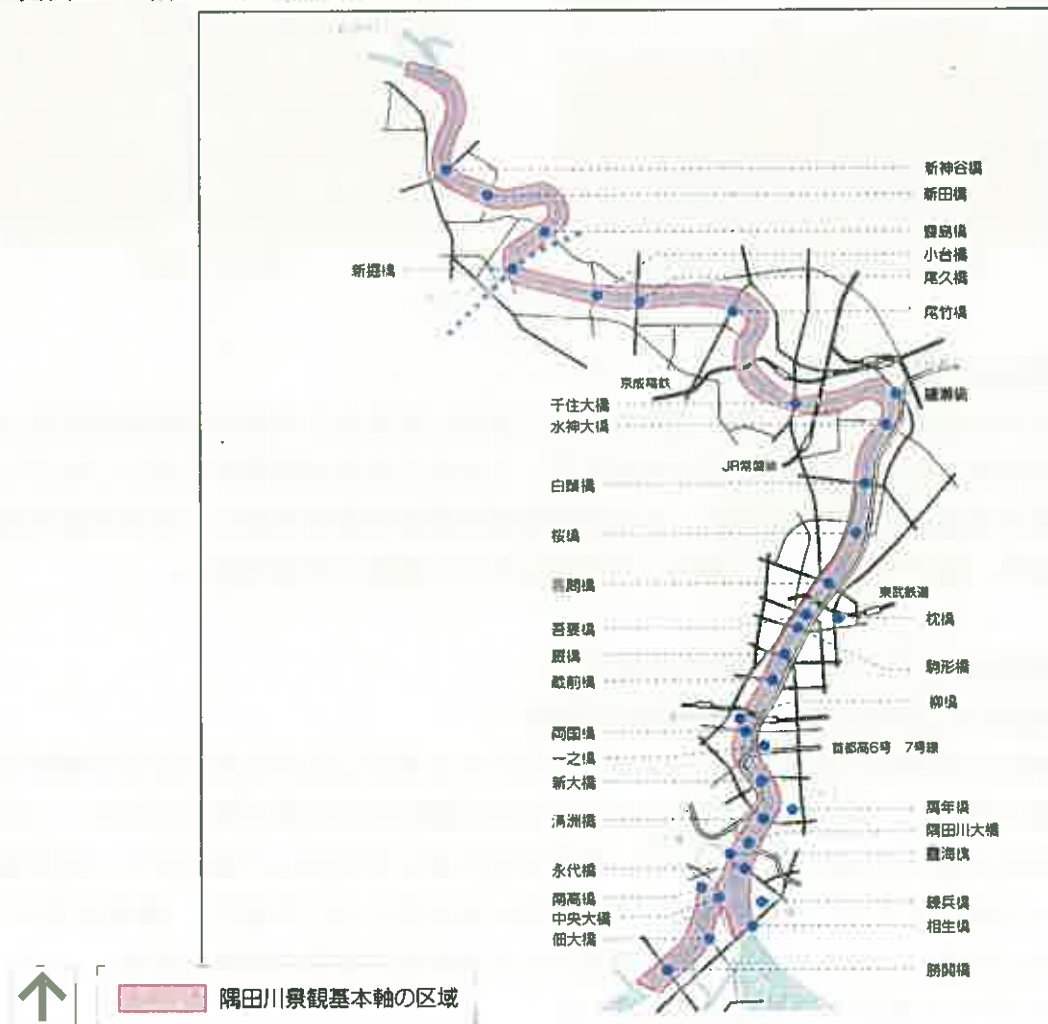 新神谷橋
新田橋
豊島橋
小台橋
新堀橋
尾久橋
尾竹橋
京成電鉄
千住大橋
水神大橋
JR常磐線
白鬚橋
桜橋
言問橋
東武鉄道
枕橋
吾妻橋
厩橋
駒形橋
蔵前橋
柳橋
両国橋
首都高6号 7号線
一之橋
新大橋
萬年橋
清洲橋
隅田川大橋
豊海橋
永代橋
南高橋
練兵橋
中央大橋
相生橋
佃大橋
勝鬨橋
隅田川景観基本軸の区域